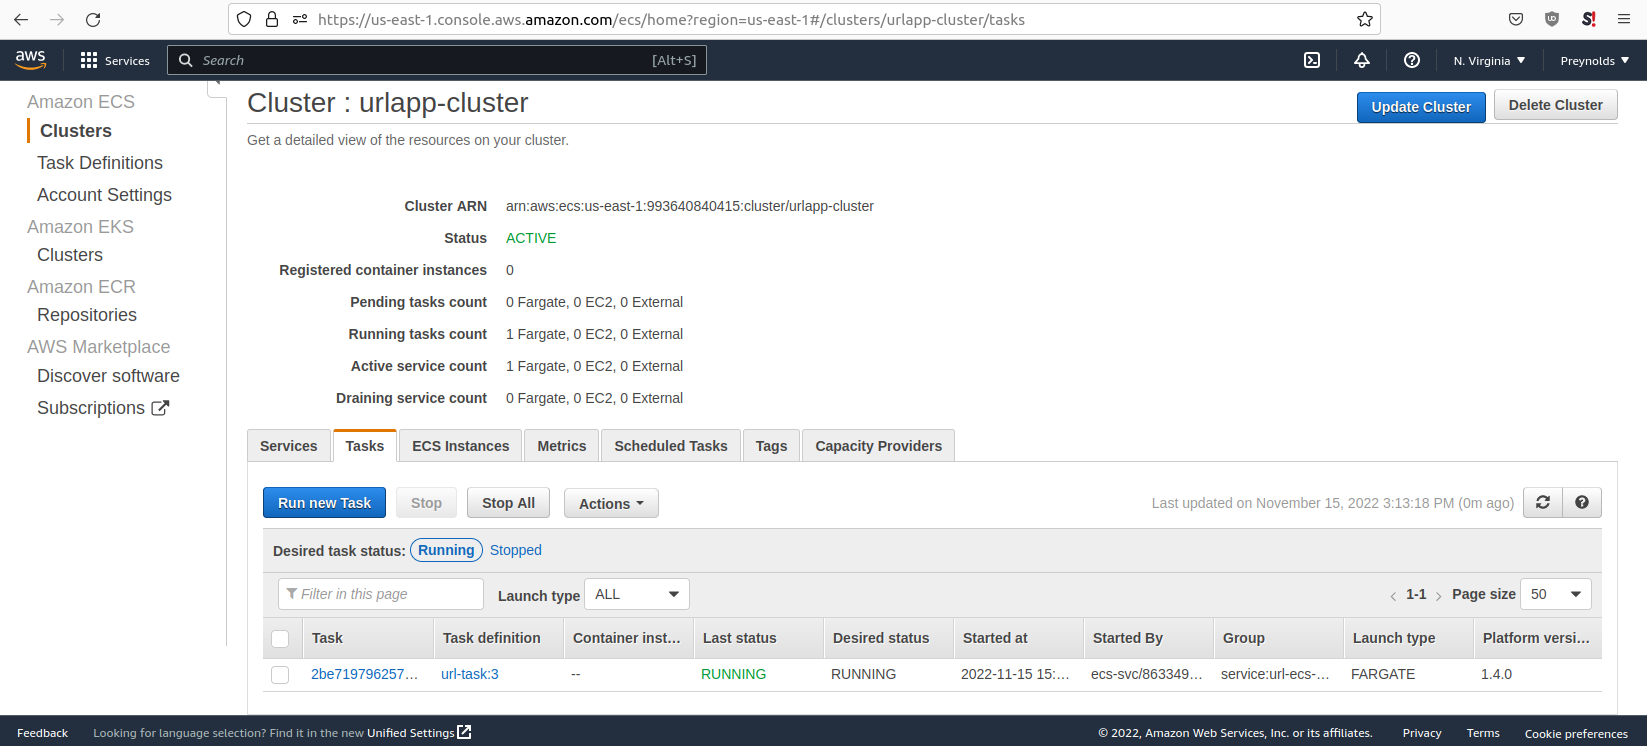 https://us-east-1.console.aws.amazon.com/ecs/home?region=us-east-1#/clusters/urlapp-cluster/tasks
aws Services Search [Alt+S] N. Virginia Preynolds
Amazon ECS
Clusters
Task Definitions
Account Settings
Amazon EKS
Clusters
Amazon ECR
Repositories
AWS Marketplace
Discover software
Subscriptions
Cluster : urlapp-cluster
Update Cluster Delete Cluster
Get a detailed view of the resources on your cluster.
Cluster ARN arn:aws:ecs:us-east-1:993640840415:cluster/urlapp-cluster
Status ACTIVE
Registered container instances 0
Pending tasks count 0 Fargate, 0 EC2, 0 External
Running tasks count 1 Fargate, 0 EC2, 0 External
Active service count 1 Fargate, 0 EC2, 0 External
Draining service count 0 Fargate, 0 EC2, 0 External
Services Tasks ECS Instances Metrics Scheduled Tasks Tags Capacity Providers
Run new Task Stop Stop All Actions Last updated on November 15, 2022 3:13:18 PM (0m ago)
Desired task status: Running Stopped
Filter in this page Launch type ALL 1-1 Page size 50
Task Task definition Container inst... Last status Desired status Started at Started By Group Launch type Platform versi...
2be719796257... url-task:3 -- RUNNING RUNNING 2022-11-15 15:... ecs-svc/863349... service:url-ecs-... FARGATE 1.4.0
Feedback Looking for language selection? Find it in the new Unified Settings © 2022, Amazon Web Services, Inc. or its affiliates. Privacy Terms Cookie preferences